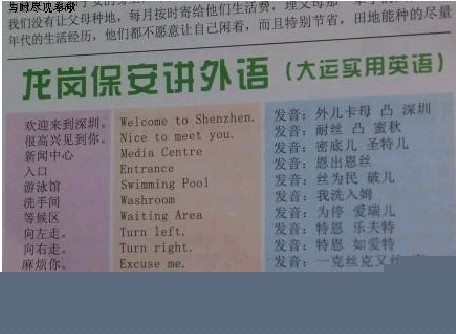 我们没有让父母种地，每月按时寄给他们生活费。理父母那
年代的生活经历，他们都不愿意让自己闲着，而且特别节省，田地能种的尽量
龙岗保安讲外语（大运实用英语）
欢迎来到深圳。 Welcome to Shenzhen. 发音：外儿卡母 凸 深圳
很高兴见到你。 Nice to meet you. 发音：耐丝 凸 蜜秋
新闻中心 Media Centre 发音：密底儿 圣特儿
入口 Entrance 发音：恩出恩丝
游泳馆 Swimming Pool 发音：丝为民 破儿
洗手间 Washroom 发音：我洗入姆
等候区 Waiting Area 发音：为停 爱瑞儿
向左走。 Turn left. 发音：特恩 乐夫特
向右走。 Turn right. 发音：特恩 如爱特
麻烦你。 Excuse me. 发音：一克丝克又丝